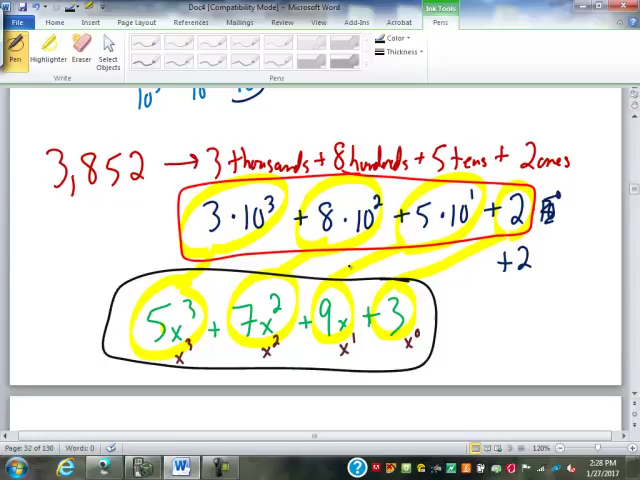 Doc4 [Compatibility Mode] - Microsoft Word
Ink Tools
File Home Insert Page Layout References Mailings Review View Add-Ins Acrobat Pens
Pen Highlighter Eraser Select Objects
Color
Thickness
Write Pens
3,852 → 3 thousands + 8 hundreds + 5 tens + 2 ones
3·10³ + 8·10² + 5·10¹ + 2
+2
5x³ + 7x² + 9x + 3
x³ x² x¹ x⁰
Page: 32 of 130 Words: 0 120%
2:28 PM
1/27/2017